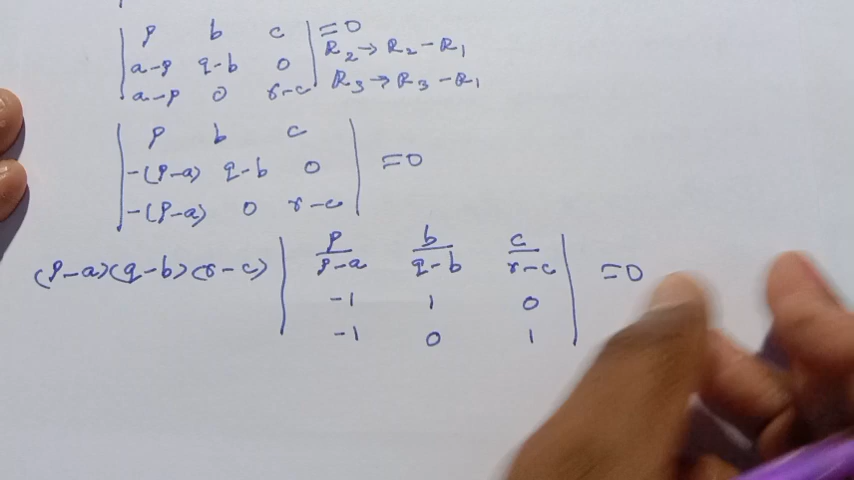 | p b c | =0
R2 → R2 - R1
| a-p q-b 0 |
| a-p 0 r-c | R3 → R3 - R1
| p b c |
| -(p-a) q-b 0 | =0
| -(p-a) 0 r-c |
(p-a)(q-b)(r-c) | p/p-a b/q-b c/r-c | =0
| -1 1 0 |
| -1 0 1 |